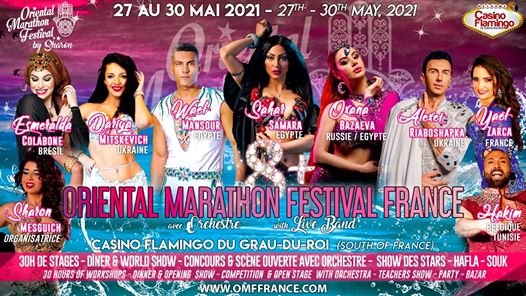 Oriental
Marathon
Festival
by Sharon
27 AU 30 MAI 2021 - 27TH- - 30TH MAY, 2021
Casino
Flamingo
Esmeralda
COLABONE
BRÉSIL
Dariya
MITSKEVICH
UKRAINE
Wael
MANSOUR
EGYPTE
Sahar
SAMARA
EGYPTE
Oxana
BAZAEVA
RUSSIE / EGYPTE
Alexei
RIABOSHAPKA
UKRAINE
Yael
ZARCA
FRANCE
Sharon
MESGUICH
ORGANISATRICE
&
ORIENTAL MARATHON FESTIVAL FRANCE
avec Orchestre with Live Band
Hakim
BELGIQUE
TUNISIE
CASINO FLAMINGO DU GRAU-DU-ROI (SOUTH OF FRANCE)
30H DE STAGES - DÎNER & WORLD SHOW - CONCOURS & SCÈNE OUVERTE AVEC ORCHESTRE - SHOW DES STARS - HAFLA - SOUK
30 HOURS OF WORKSHOPS - DINNER & OPENING SHOW - COMPETITION & OPEN STAGE WITH ORCHESTRA - TEACHERS SHOW - PARTY - BAZAR
WWW.OMFFRANCE.COM